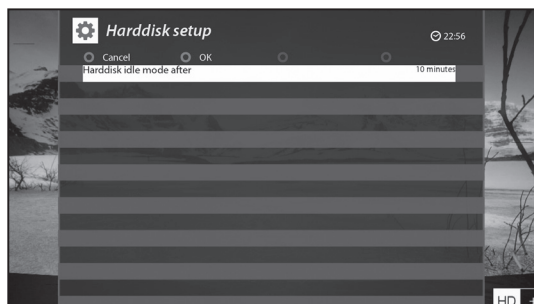 Harddisk setup
22:56
Cancel OK
Harddisk idle mode after 10 minutes
HD +